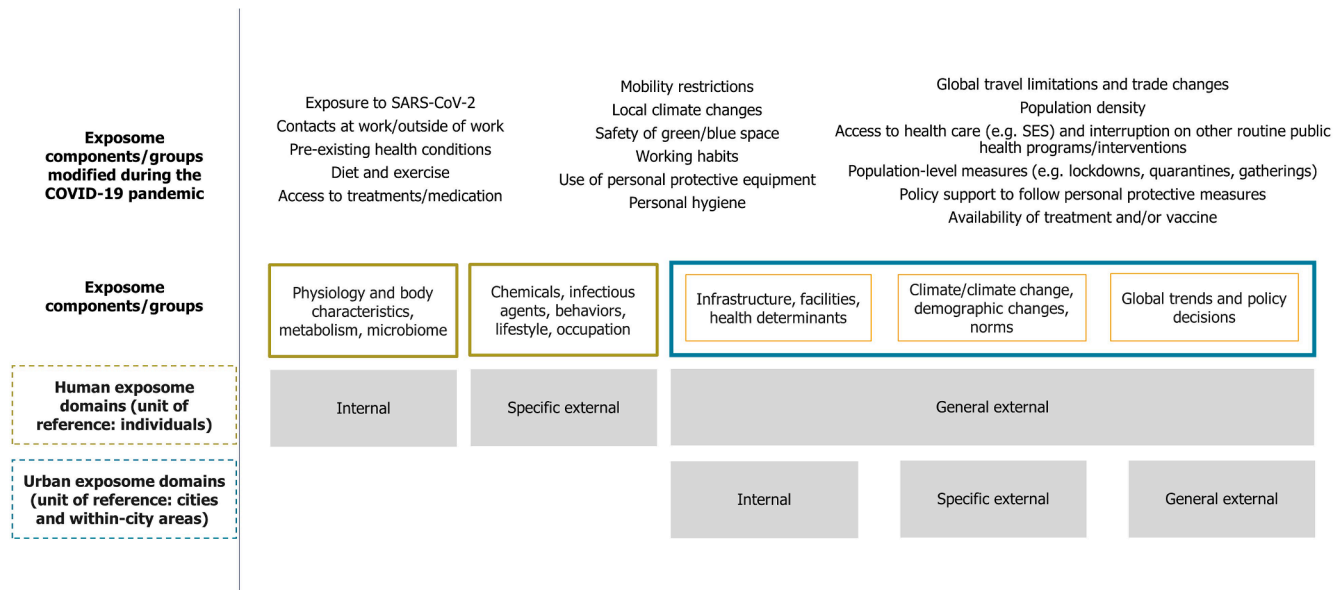 Exposome
components/groups
modified during the
COVID-19 pandemic
Exposure to SARS-CoV-2
Contacts at work/outside of work
Pre-existing health conditions
Diet and exercise
Access to treatments/medication
Mobility restrictions
Local climate changes
Safety of green/blue space
Working habits
Use of personal protective equipment
Personal hygiene
Global travel limitations and trade changes
Population density
Access to health care (e.g. SES) and interruption on other routine public
health programs/interventions
Population-level measures (e.g. lockdowns, quarantines, gatherings)
Policy support to follow personal protective measures
Availability of treatment and/or vaccine
Exposome
components/groups
Physiology and body
characteristics,
metabolism, microbiome
Chemicals, infectious
agents, behaviors,
lifestyle, occupation
Infrastructure, facilities,
health determinants
Climate/climate change,
demographic changes,
norms
Global trends and policy
decisions
Human exposome
domains (unit of
reference: individuals)
Internal
Specific external
General external
Urban exposome domains
(unit of reference: cities
and within-city areas)
Internal
Specific external
General external